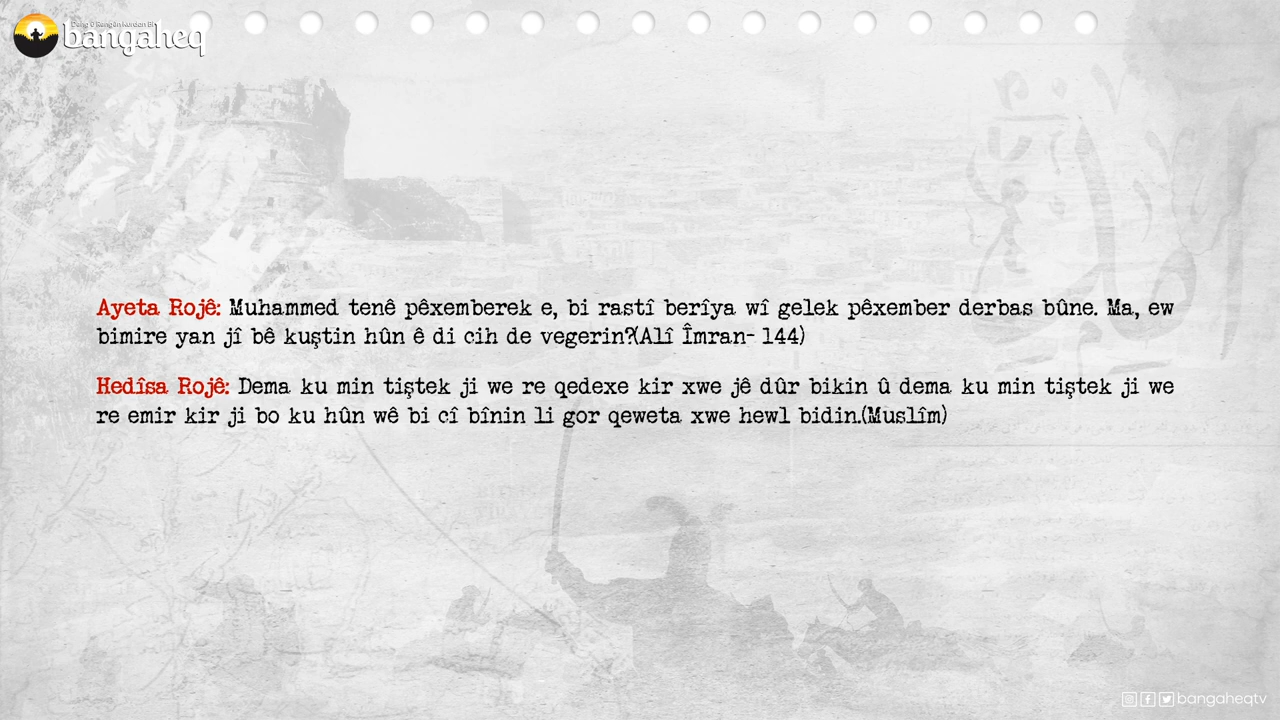 bangaheq
Ayeta Rojê: Muhammed tenê pêxemberek e, bi rastî berîya wî gelek pêxember derbas bûne. Ma, ew
bimire yan jî bê kuştin hûn ê di cih de vegerin?(Alî Îmran- 144)
Hedîsa Rojê: Dema ku min tiştek ji we re qedexe kir xwe jê dûr bikin û dema ku min tiştek ji we
re emir kir ji bo ku hûn wê bi cî bînin li gor qeweta xwe hewl bidin.(Muslîm)
bangaheqtv